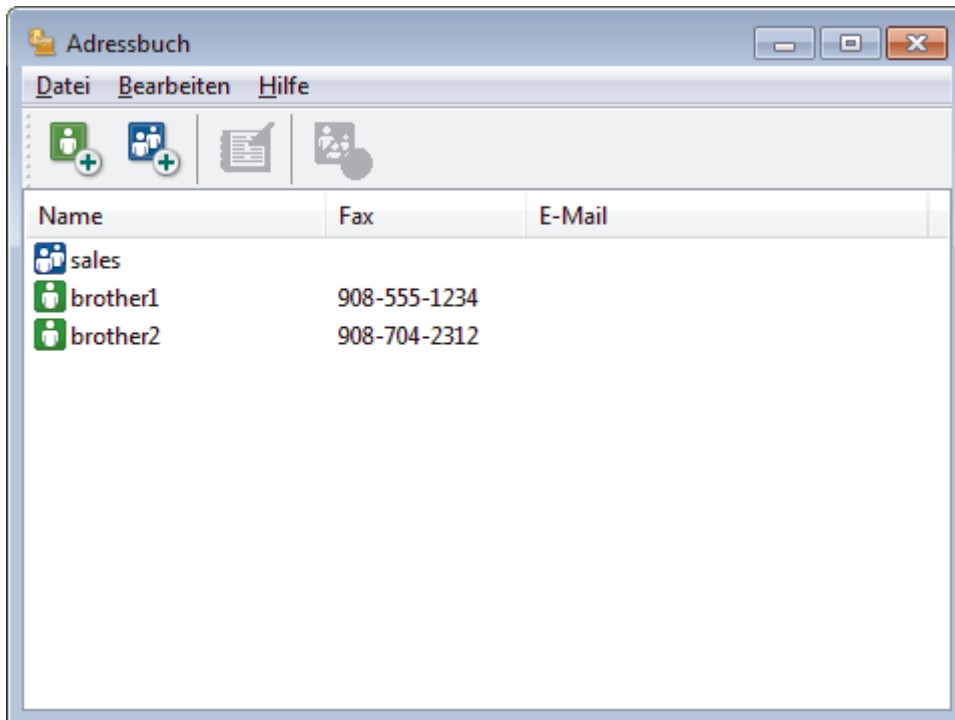 Adressbuch
Datei Bearbeiten Hilfe
Name Fax E-Mail
sales
brother1 908-555-1234
brother2 908-704-2312